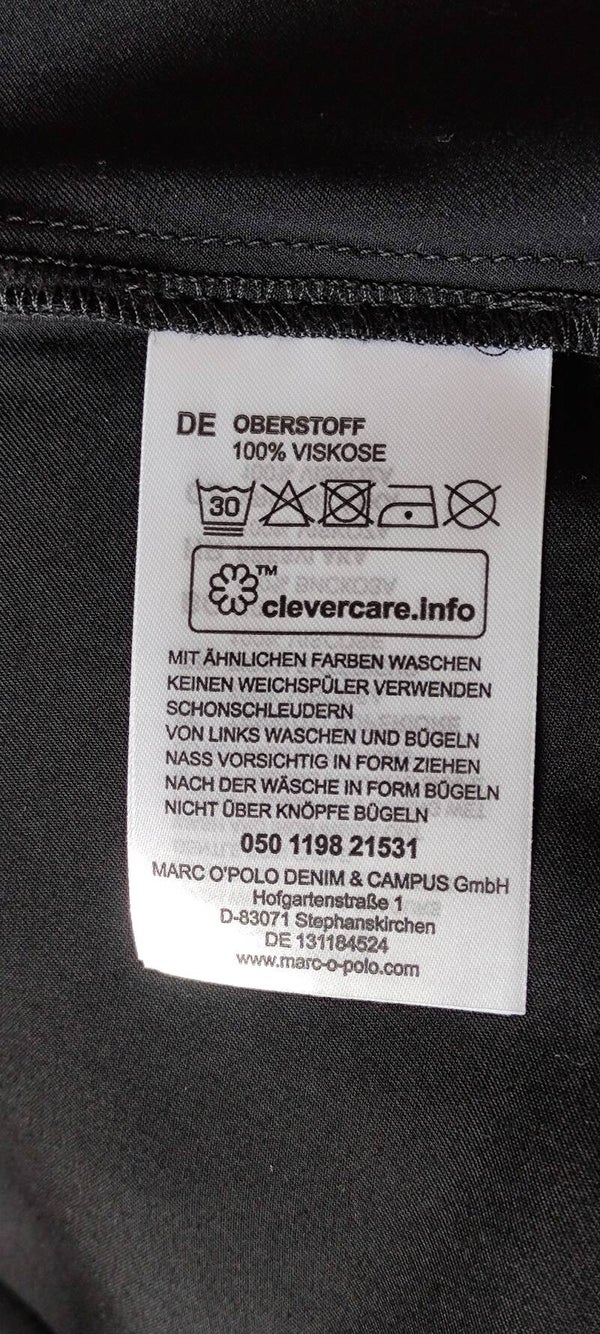 DE OBERSTOFF
100% VISKOSE
30
TM
clevercare.info
MIT ÄHNLICHEN FARBEN WASCHEN
KEINEN WEICHSPÜLER VERWENDEN
SCHONSCHLEUDERN
VON LINKS WASCHEN UND BÜGELN
NASS VORSICHTIG IN FORM ZIEHEN
NACH DER WÄSCHE IN FORM BÜGELN
NICHT ÜBER KNÖPFE BÜGELN
050 1198 21531
MARC O'POLO DENIM & CAMPUS GmbH
Hofgartenstraße 1
D-83071 Stephanskirchen
DE 131184524
www.marc-o-polo.com